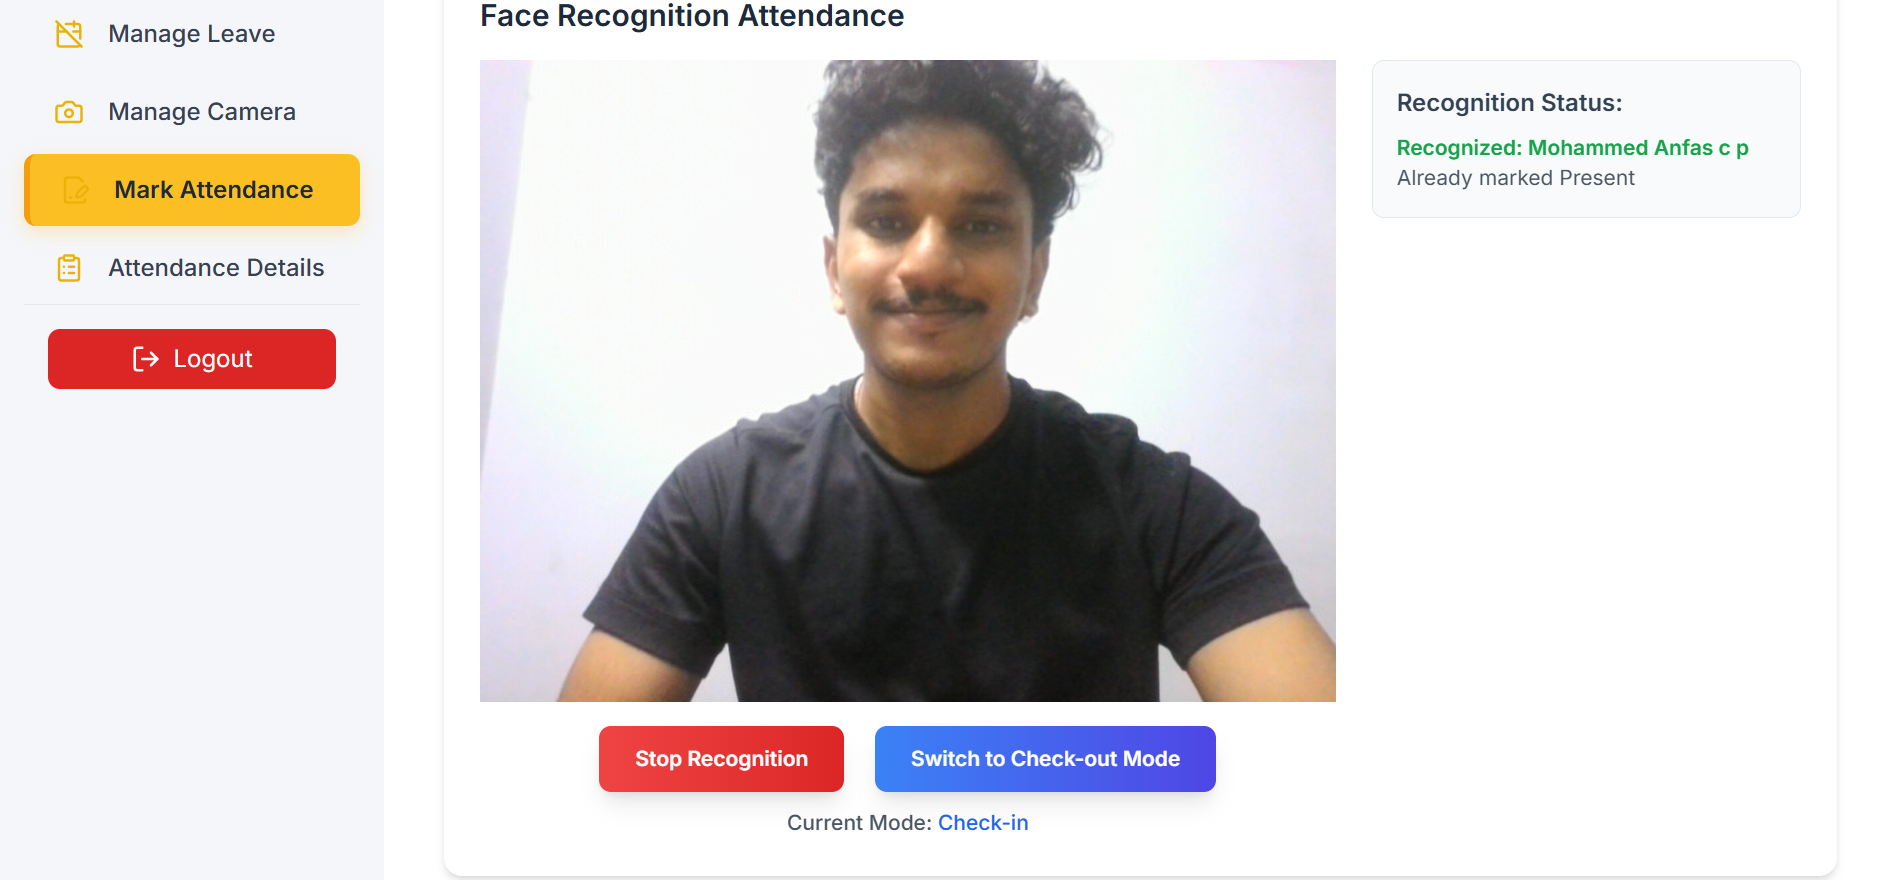 Manage Leave
Manage Camera
Mark Attendance
Attendance Details
Logout
Face Recognition Attendance
Recognition Status:
Recognized: Mohammed Anfas c p
Already marked Present
Stop Recognition
Switch to Check-out Mode
Current Mode: Check-in